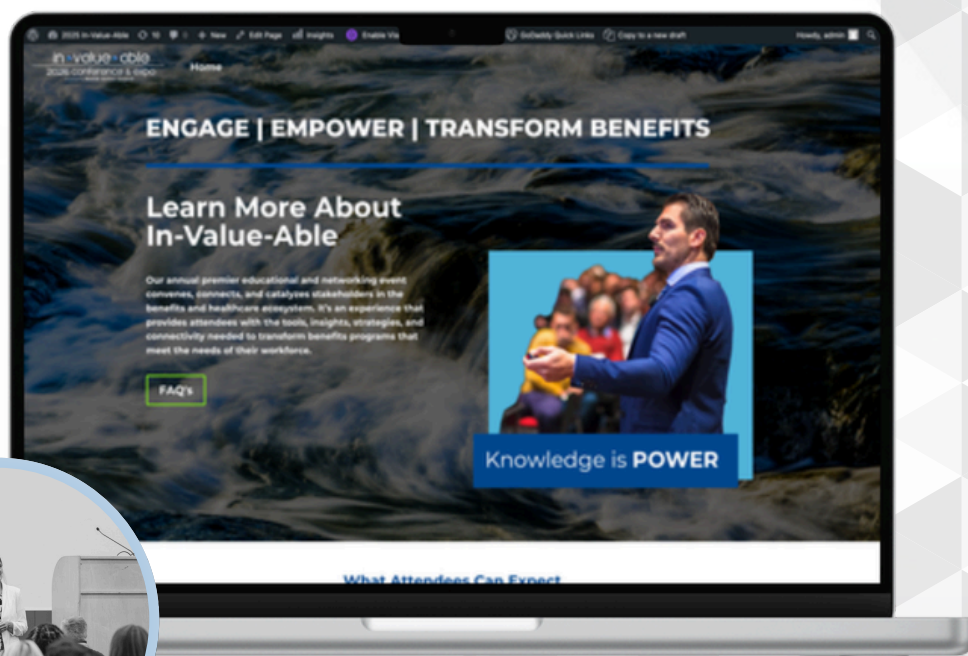 2025 In-Value-Able 10 + New Edit Page Insights Enable Vis GoDaddy Quick Links Copy to a new draft Howdy, admin
in·value·able
2025 conference & expo
Home
ENGAGE | EMPOWER | TRANSFORM BENEFITS
Learn More About
In-Value-Able
Our annual premier educational and networking event
convenes, connects, and catalyzes stakeholders in the
benefits and healthcare ecosystem. It's an experience that
provides attendees with the tools, insights, strategies, and
connectivity needed to transform benefits programs that
meet the needs of their workforce.
FAQ's
Knowledge is POWER
What Attendees Can Expect